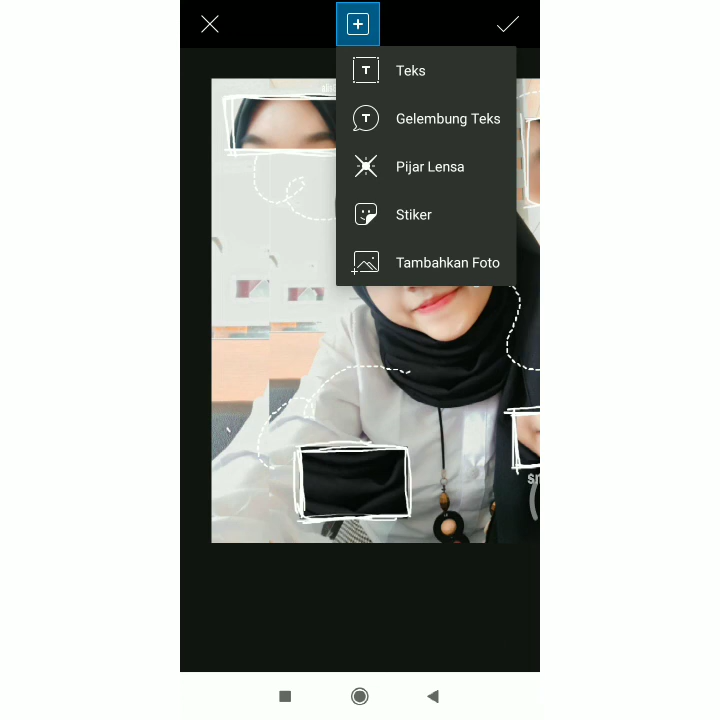 Teks
Gelembung Teks
Pijar Lensa
Stiker
Tambahkan Foto